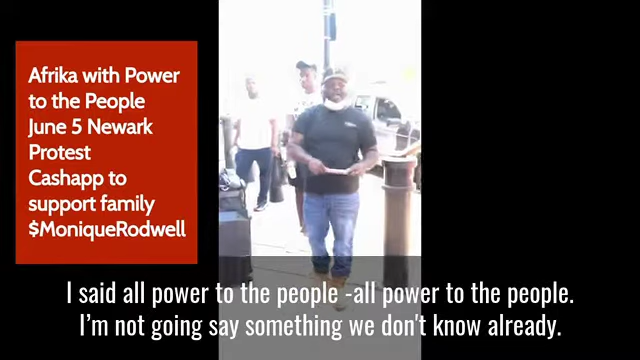 Afrika with Power
to the People
June 5 Newark
Protest
Cashapp to
support family
$MoniqueRodwell
I said all power to the people -all power to the people.
I'm not going say something we don't know already.